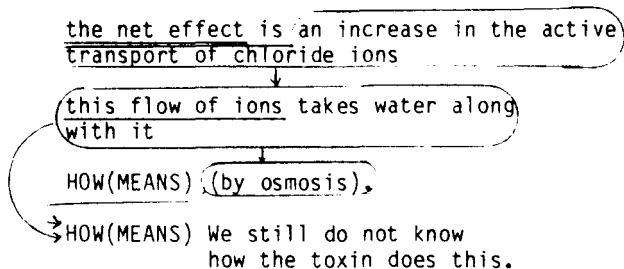 the net effect is an increase in the active
transport of chloride ions
this flow of ions takes water along
with it
HOW(MEANS) (by osmosis).
HOW(MEANS) We still do not know
how the toxin does this.